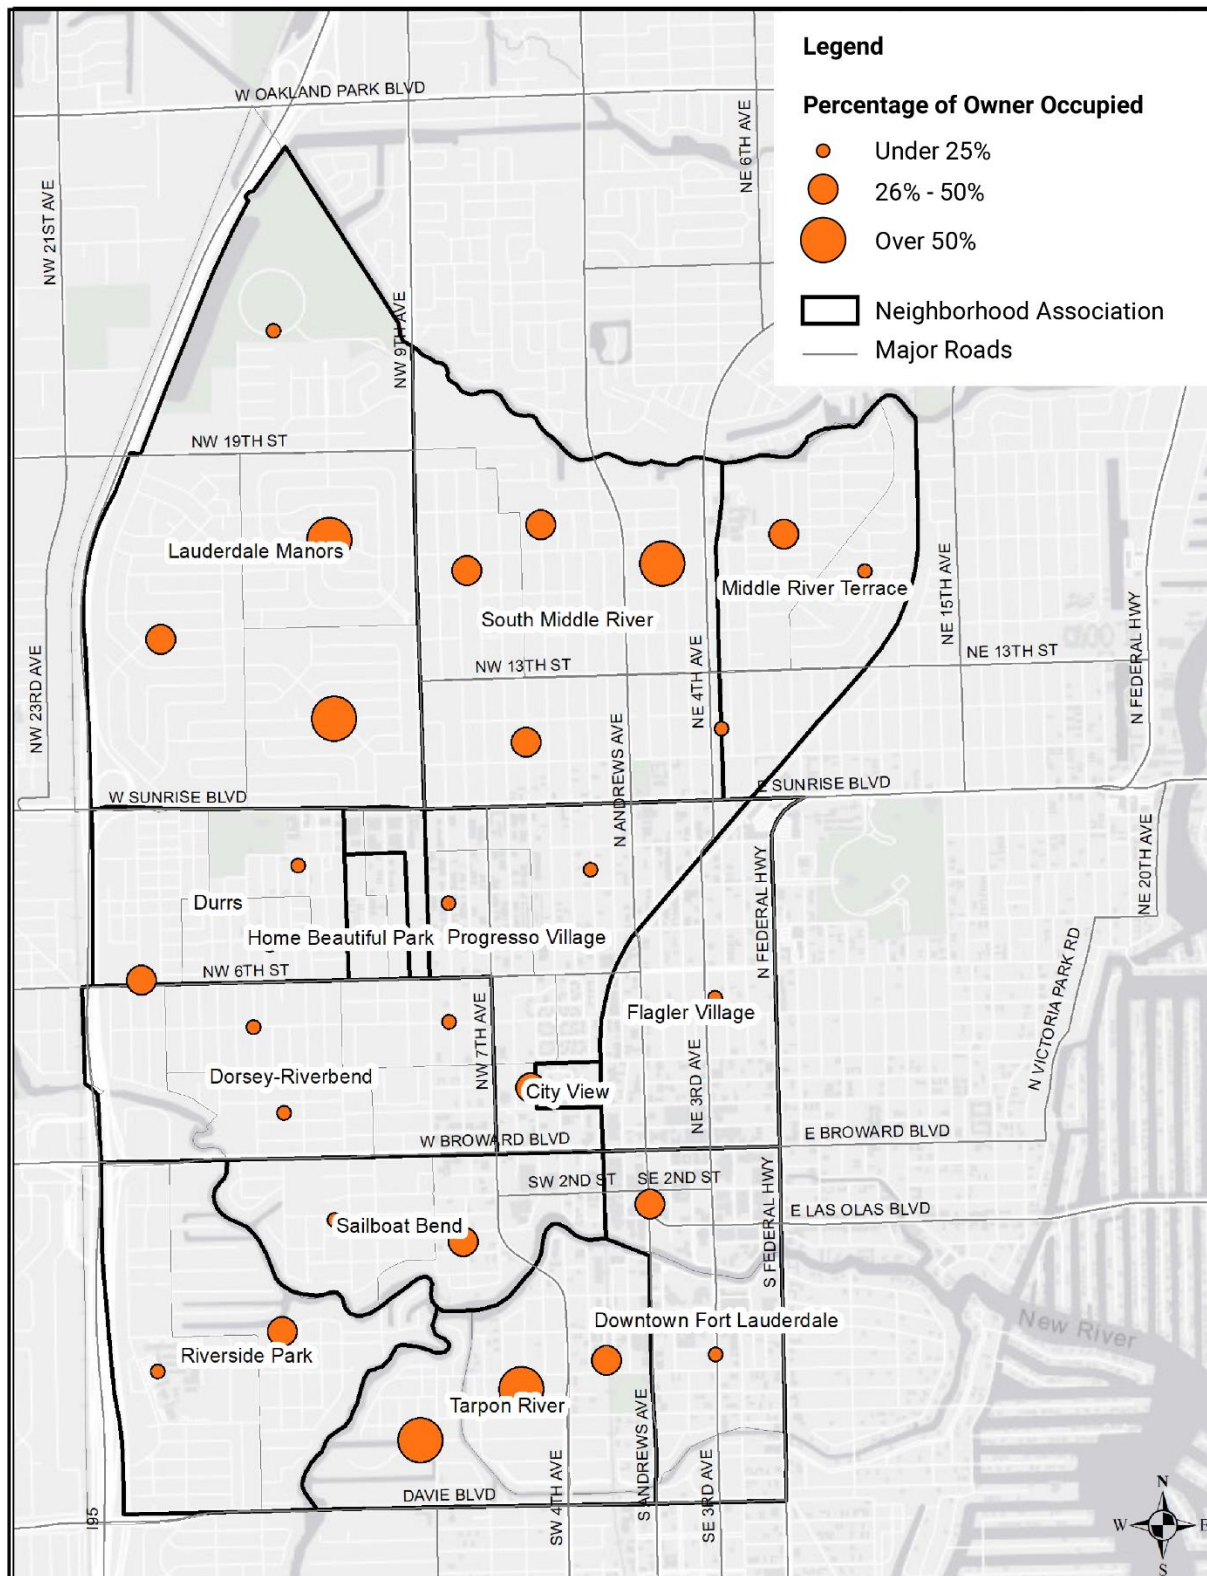 Legend
Percentage of Owner Occupied
Under 25%
26% - 50%
Over 50%
Neighborhood Association
Major Roads
W OAKLAND PARK BLVD
NE 6TH AVE
NW 21ST AVE
NW 9TH AVE
NW 19TH ST
Lauderdale Manors
South Middle River
Middle River Terrace
NE 15TH AVE
NW 23RD AVE
NW 13TH ST
NE 4TH AVE
NE 13TH ST
N FEDERAL HWY
N ANDREWS AVE
W SUNRISE BLVD
E SUNRISE BLVD
NE 20TH AVE
Durrs
Home Beautiful Park
Progresso Village
N FEDERAL HWY
NW 6TH ST
N VICTORIA PARK RD
Flagler Village
NW 7TH AVE
NE 3RD AVE
Dorsey-Riverbend
City View
W BROWARD BLVD
E BROWARD BLVD
SW 2ND ST
SE 2ND ST
E LAS OLAS BLVD
Sailboat Bend
S FEDERAL HWY
Downtown Fort Lauderdale
New River
Riverside Park
Tarpon River
S ANDREWS AVE
DAVIE BLVD
SW 4TH AVE
SE 3RD AVE
I95
N
W E
S